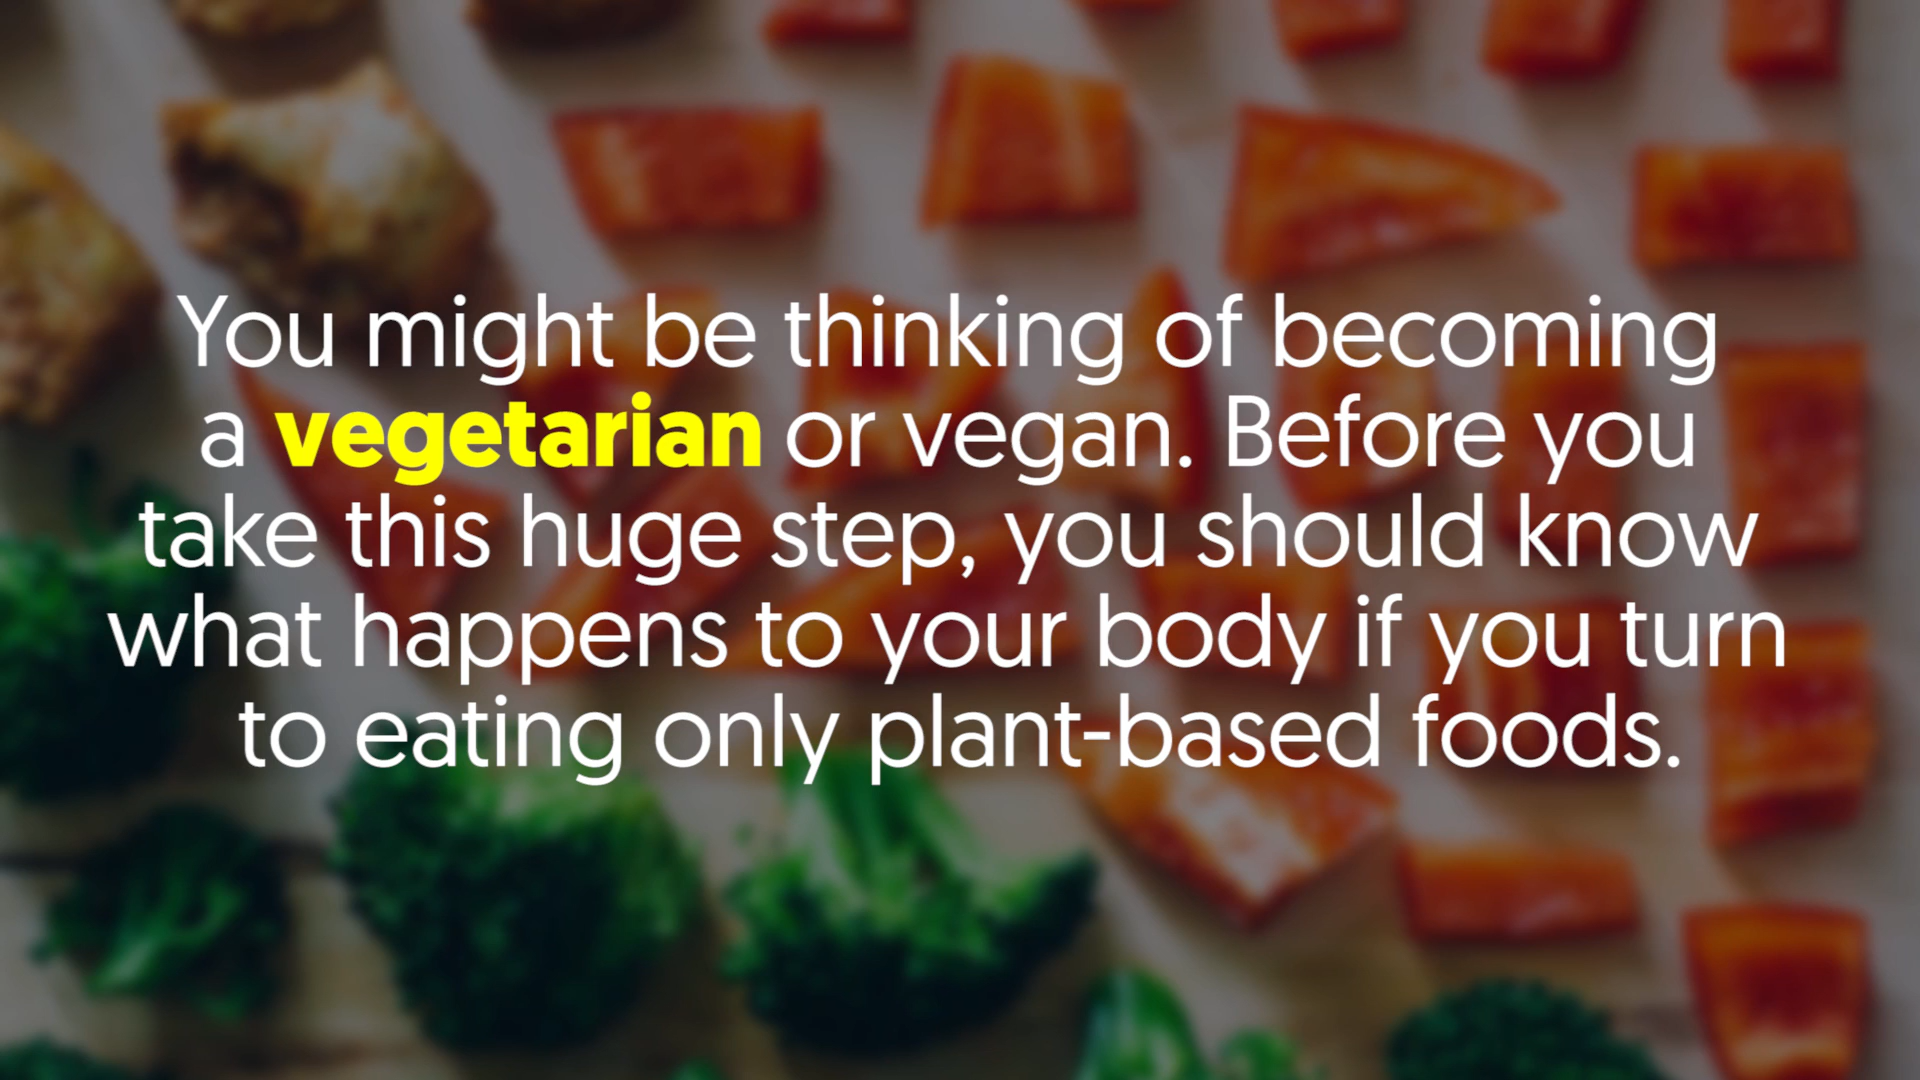 You might be thinking of becoming
a vegetarian or vegan. Before you
take this huge step, you should know
what happens to your body if you turn
to eating only plant-based foods.